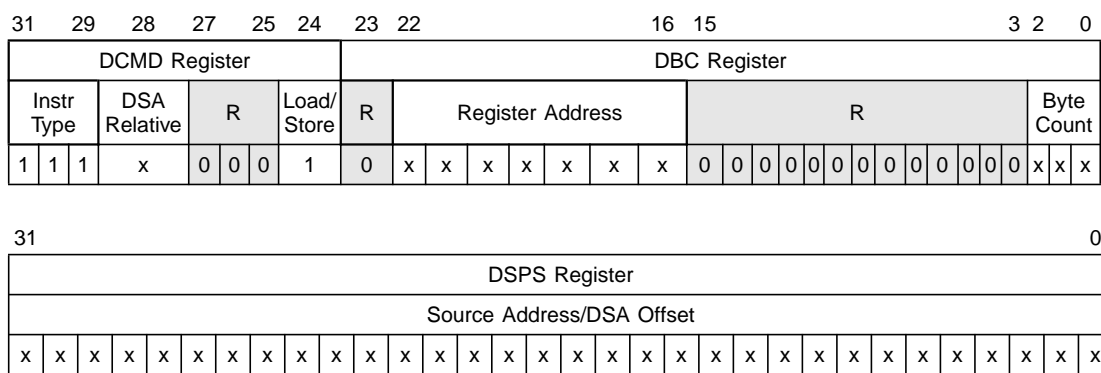 31 29 28 27 25 24 23 22 16 15 3 2 0
DCMD Register DBC Register
Instr Type DSA Relative R Load/Store R Register Address R Byte Count
1 1 1 x 0 0 0 1 0 x x x x x x x 0 0 0 0 0 0 0 0 0 0 0 0 0 x x x
31 0
DSPS Register
Source Address/DSA Offset
x x x x x x x x x x x x x x x x x x x x x x x x x x x x x x x x